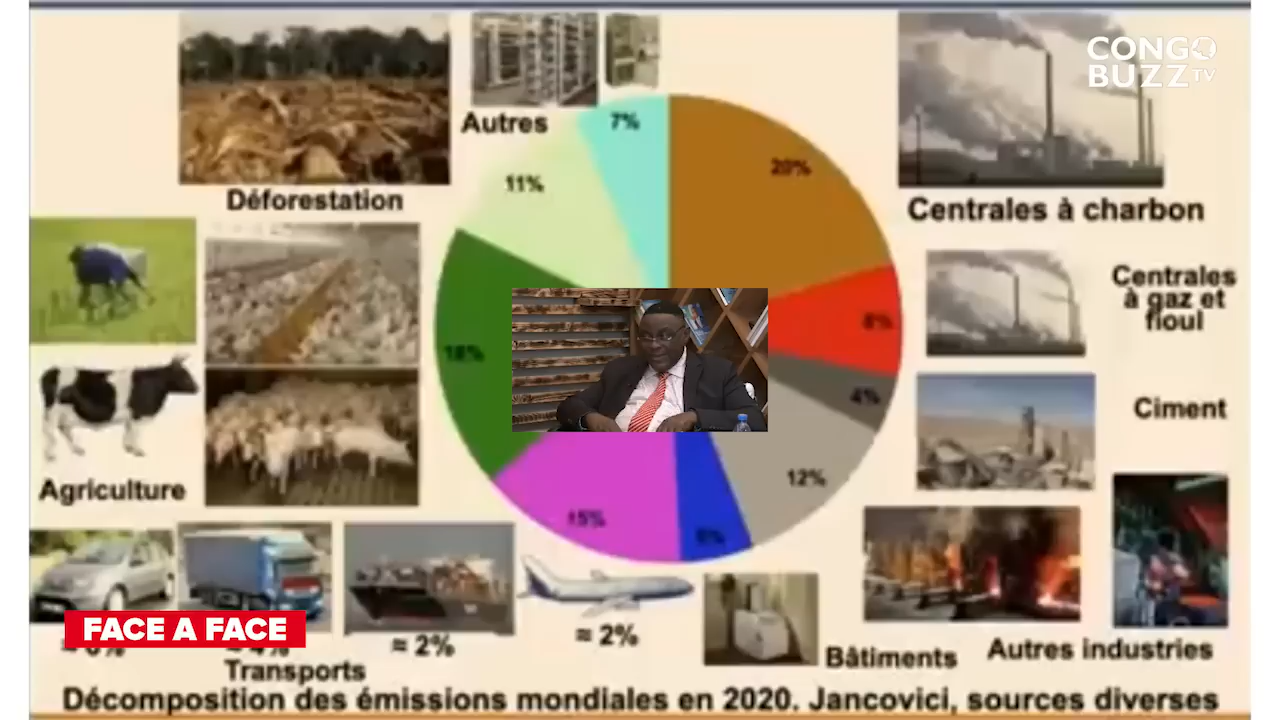 CONGO
BUZZ TV
Autres
7%
20%
11%
Déforestation
Centrales à charbon
Centrales
à gaz et
fioul
18%
4%
Ciment
12%
Agriculture
15%
≈ 2%
≈ 2%
FACE A FACE
Transports
Bâtiments
Autres industries
Décomposition des émissions mondiales en 2020. Jancovici, sources diverses